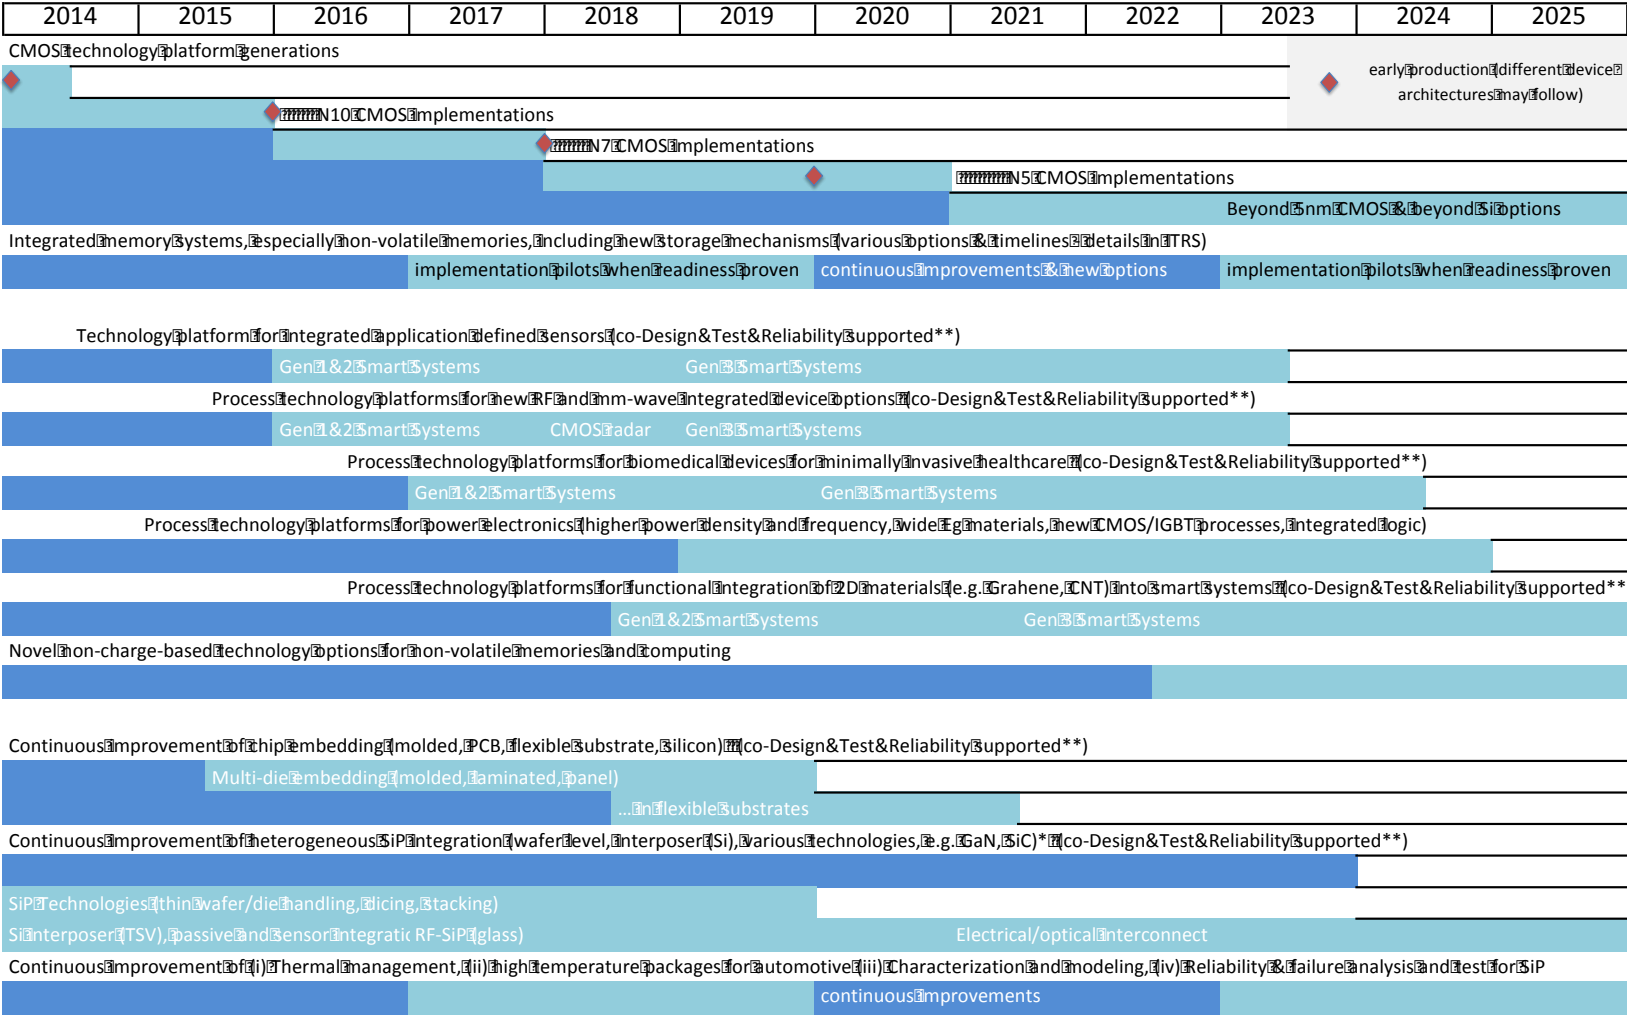 2014 2015 2016 2017 2018 2019 2020 2021 2022 2023 2024 2025
CMOS technology platform generations
early production (different device
architectures may follow)
N10 CMOS implementations
N7 CMOS implementations
N5 CMOS implementations
Beyond 5nm CMOS & beyond Si options
Integrated memory systems, especially non-volatile memories, including new storage mechanisms (various options & timelines - details in ITRS)
implementation pilots when readiness proven continuous improvements & new options implementation pilots when readiness proven
Technology platform for integrated application defined sensors (co-Design&Test&Reliability supported**)
Gen 1&2 Smart Systems Gen 3 Smart Systems
Process technology platforms for new RF and mm-wave integrated device options (co-Design&Test&Reliability supported**)
Gen 1&2 Smart Systems CMOS radar Gen 3 Smart Systems
Process technology platforms for biomedical devices for minimally invasive healthcare (co-Design&Test&Reliability supported**)
Gen 1&2 Smart Systems Gen 3 Smart Systems
Process technology platforms for power electronics (higher power density and frequency, wide Eg materials, new CMOS/IGBT processes, integrated logic)
Process technology platforms for functional integration of 2D materials (e.g. Grahene, CNT) into smart systems (co-Design&Test&Reliability supported**
Gen 1&2 Smart Systems Gen 3 Smart Systems
Novel non-charge-based technology options for non-volatile memories and computing
Continuous improvement of chip embedding (molded, PCB, flexible substrate, silicon) (co-Design&Test&Reliability supported**)
Multi-die embedding (molded, laminated, panel)
... in flexible substrates
Continuous improvement of heterogeneous SiP integration (wafer level, interposer (Si), various technologies, e.g. GaN, SiC)* (co-Design&Test&Reliability supported**)
SiP Technologies (thin wafer/die handling, dicing, stacking)
Si interposer (TSV), passive and sensor integratic RF-SiP (glass) Electrical/optical interconnect
Continuous improvement of (i) Thermal management, (ii) high temperature packages for automotive (iii) Characterization and modeling, (iv) Reliability & failure analysis and test for SiP
continuous improvements